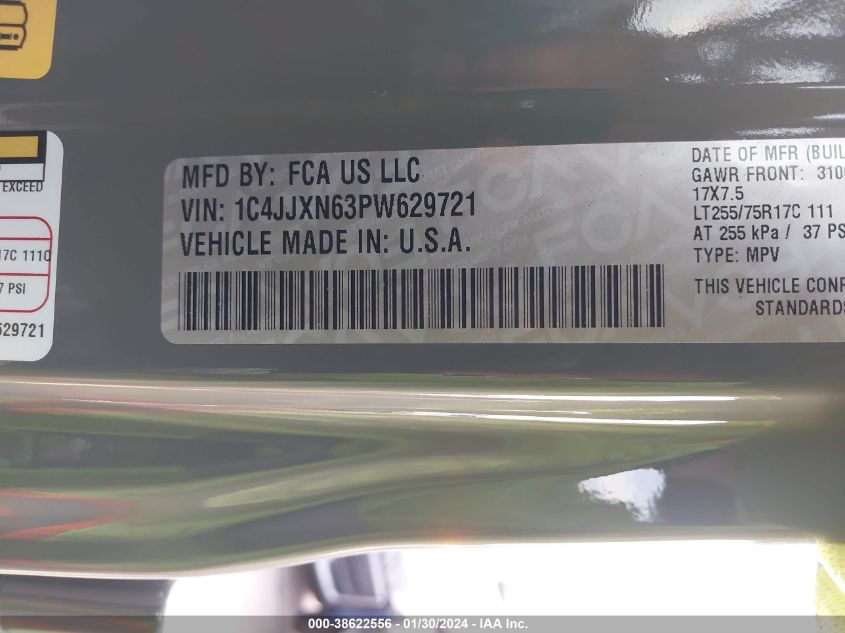 EXCEED
17C 111C
7 PSI
629721
MFD BY: FCA US LLC
VIN: 1C4JJXN63PW629721
VEHICLE MADE IN: U.S.A.
DATE OF MFR (BUIL
GAWR FRONT: 310
17X7.5
LT255/75R17C 111
AT 255 kPa / 37 PS
TYPE: MPV
THIS VEHICLE CONF
STANDARDS
000-38622556 - 01/30/2024 - IAA Inc.